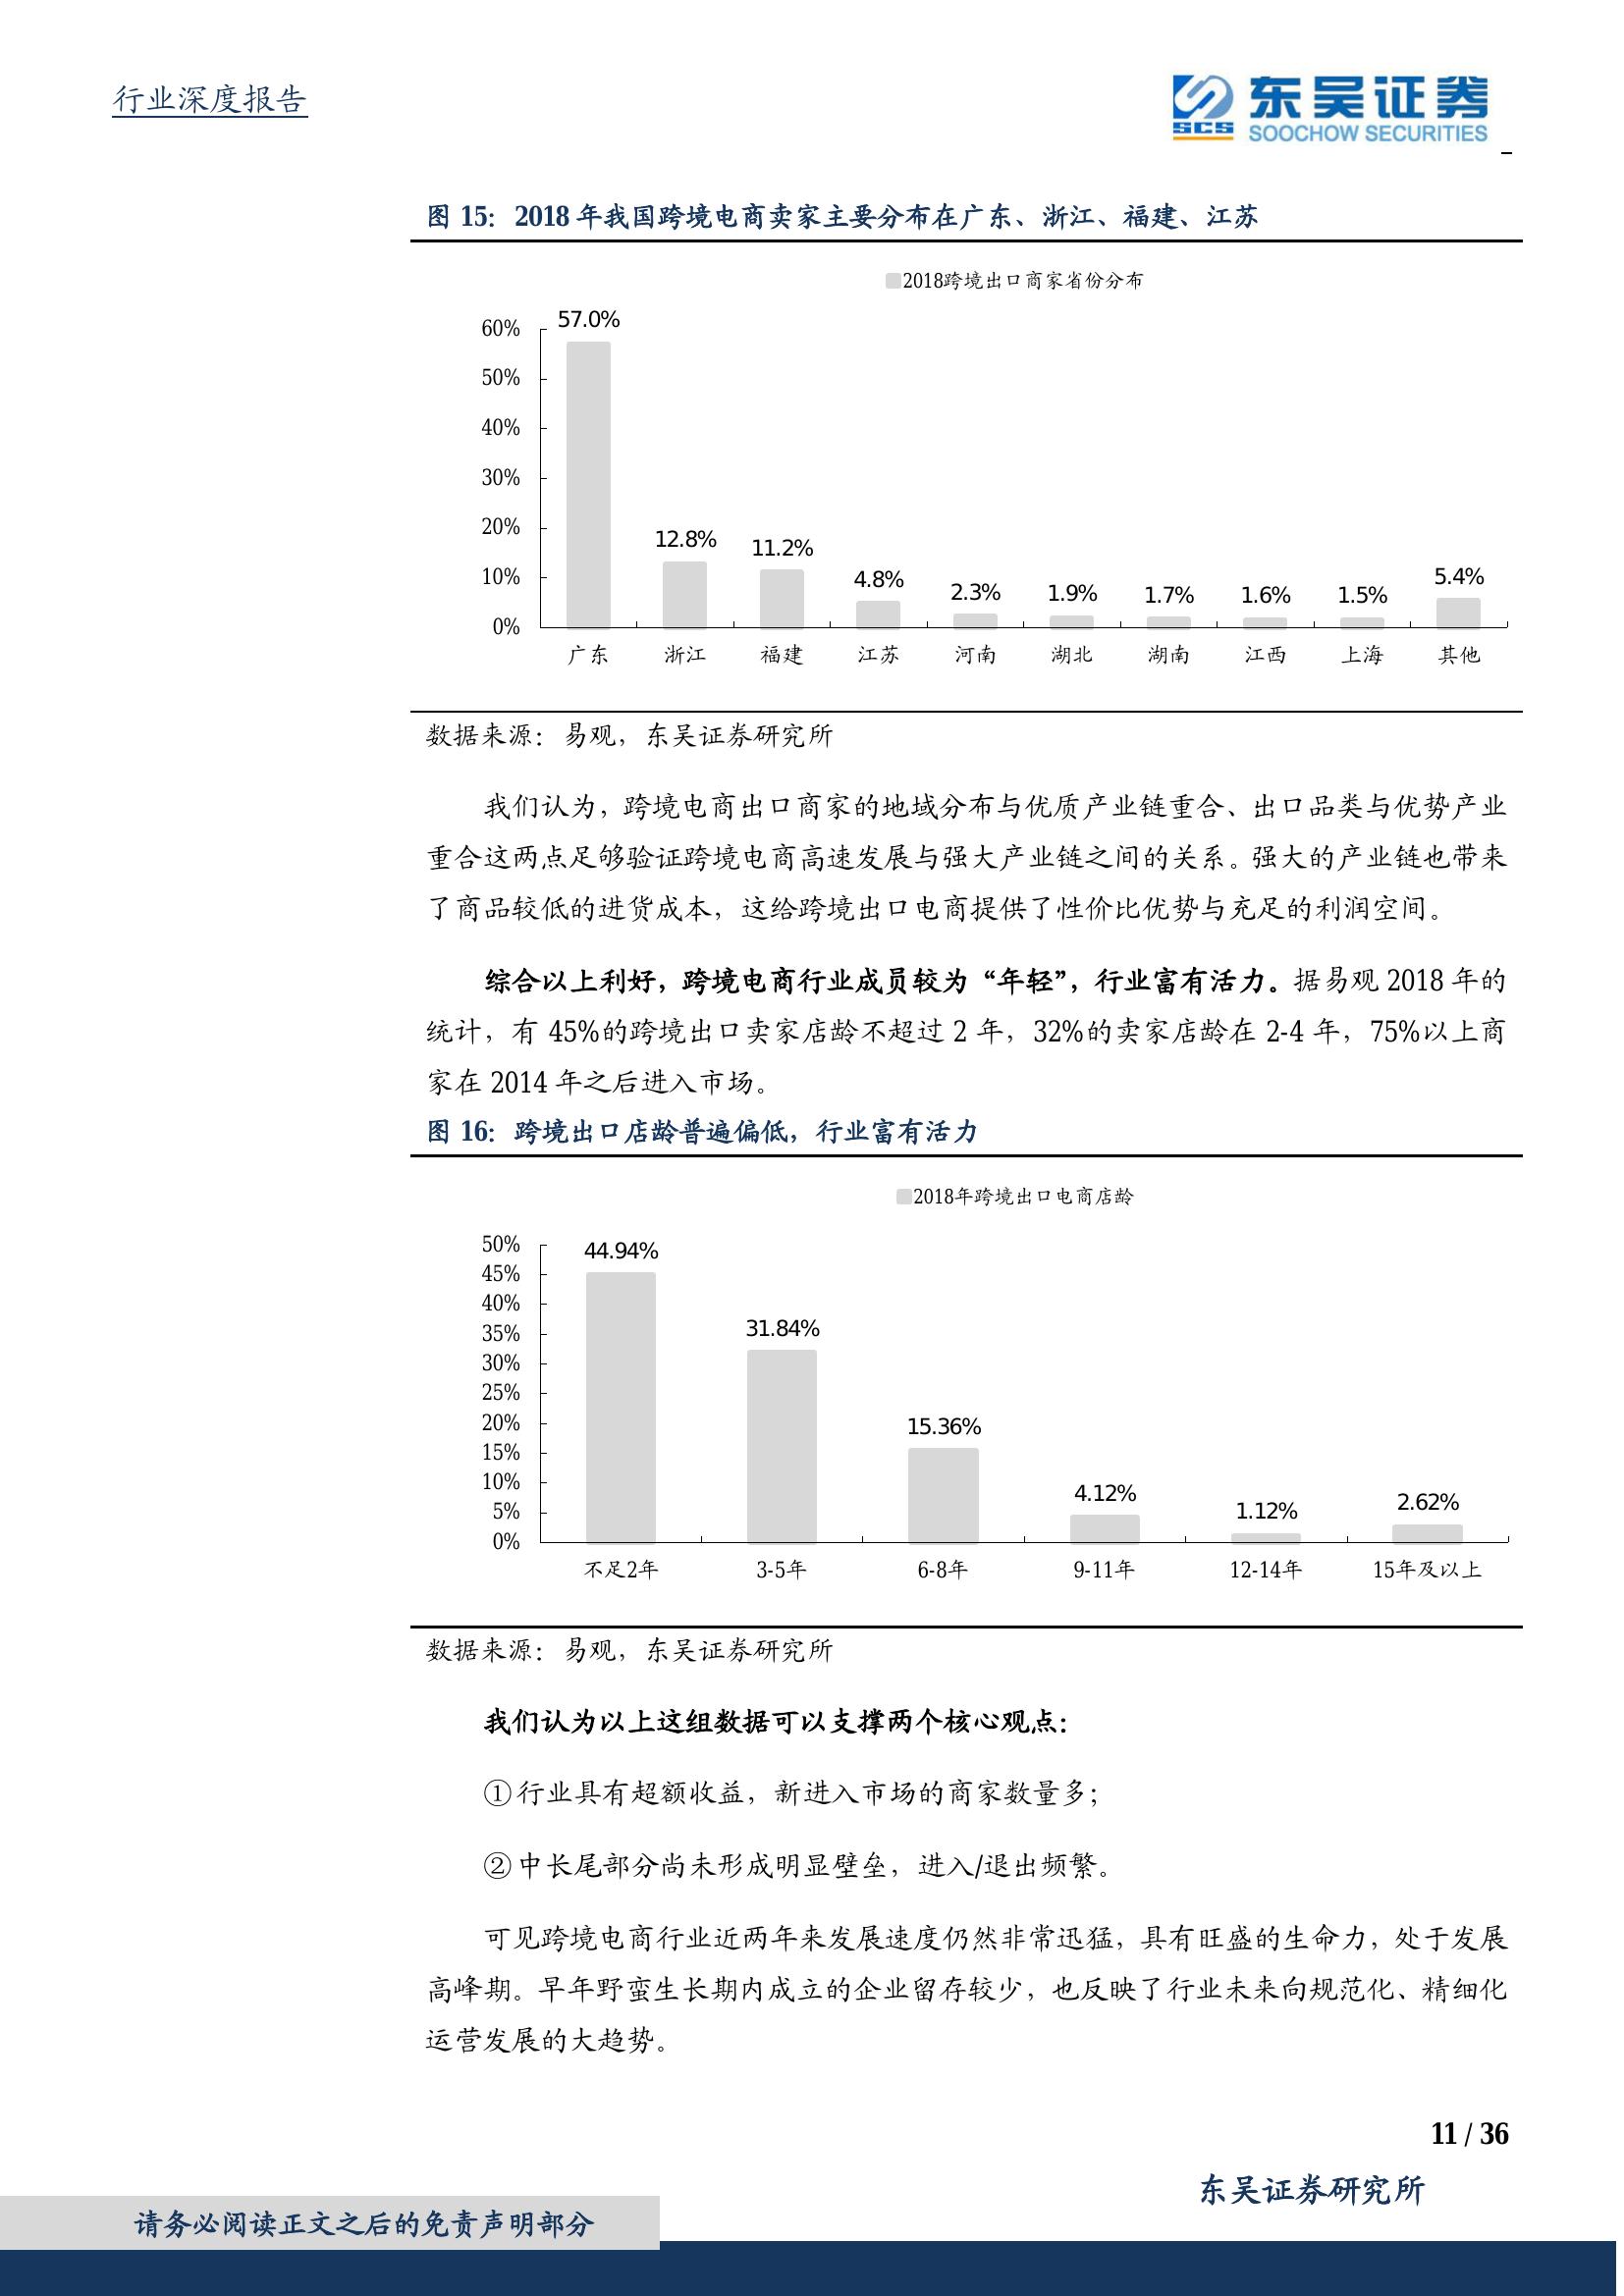 行业深度报告
东吴证券
SCS
SOOCHOW SECURITIES
图 15：2018 年我国跨境电商卖家主要分布在广东、浙江、福建、江苏
2018跨境出口商家省份分布
60%
50%
40%
30%
20%
10%
0%
57.0%
12.8%
11.2%
4.8%
2.3%
1.9%
1.7%
1.6%
1.5%
5.4%
广东 浙江 福建 江苏 河南 湖北 湖南 江西 上海 其他
数据来源：易观，东吴证券研究所
我们认为，跨境电商出口商家的地域分布与优质产业链重合、出口品类与优势产业
重合这两点足够验证跨境电商高速发展与强大产业链之间的关系。强大的产业链也带来
了商品较低的进货成本，这给跨境出口电商提供了性价比优势与充足的利润空间。
综合以上利好，跨境电商行业成员较为“年轻”，行业富有活力。据易观 2018 年的
统计，有 45%的跨境出口卖家店龄不超过 2 年，32%的卖家店龄在 2-4 年，75%以上商
家在 2014 年之后进入市场。
图 16：跨境出口店龄普遍偏低，行业富有活力
2018年跨境出口电商店龄
50%
45%
40%
35%
30%
25%
20%
15%
10%
5%
0%
44.94%
31.84%
15.36%
4.12%
1.12%
2.62%
不足2年 3-5年 6-8年 9-11年 12-14年 15年及以上
数据来源：易观，东吴证券研究所
我们认为以上这组数据可以支撑两个核心观点：
①行业具有超额收益，新进入市场的商家数量多；
②中长尾部分尚未形成明显壁垒，进入/退出频繁。
可见跨境电商行业近两年来发展速度仍然非常迅猛，具有旺盛的生命力，处于发展
高峰期。早年野蛮生长期内成立的企业留存较少，也反映了行业未来向规范化、精细化
运营发展的大趋势。
11 / 36
东吴证券研究所
请务必阅读正文之后的免责声明部分